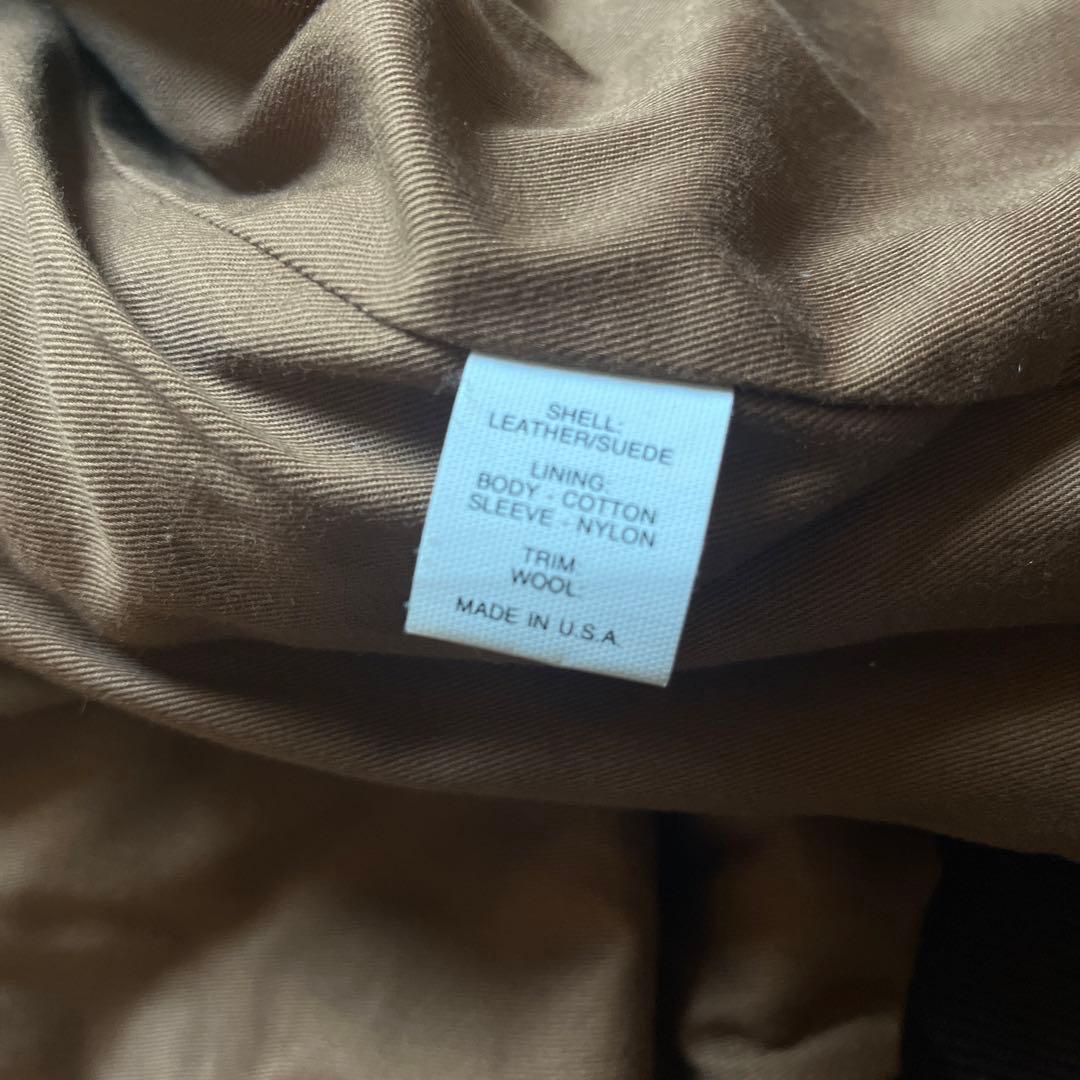 SHELL:
LEATHER/SUEDE
LINING:
BODY - COTTON
SLEEVE - NYLON
TRIM:
WOOL:
MADE IN U.S.A.